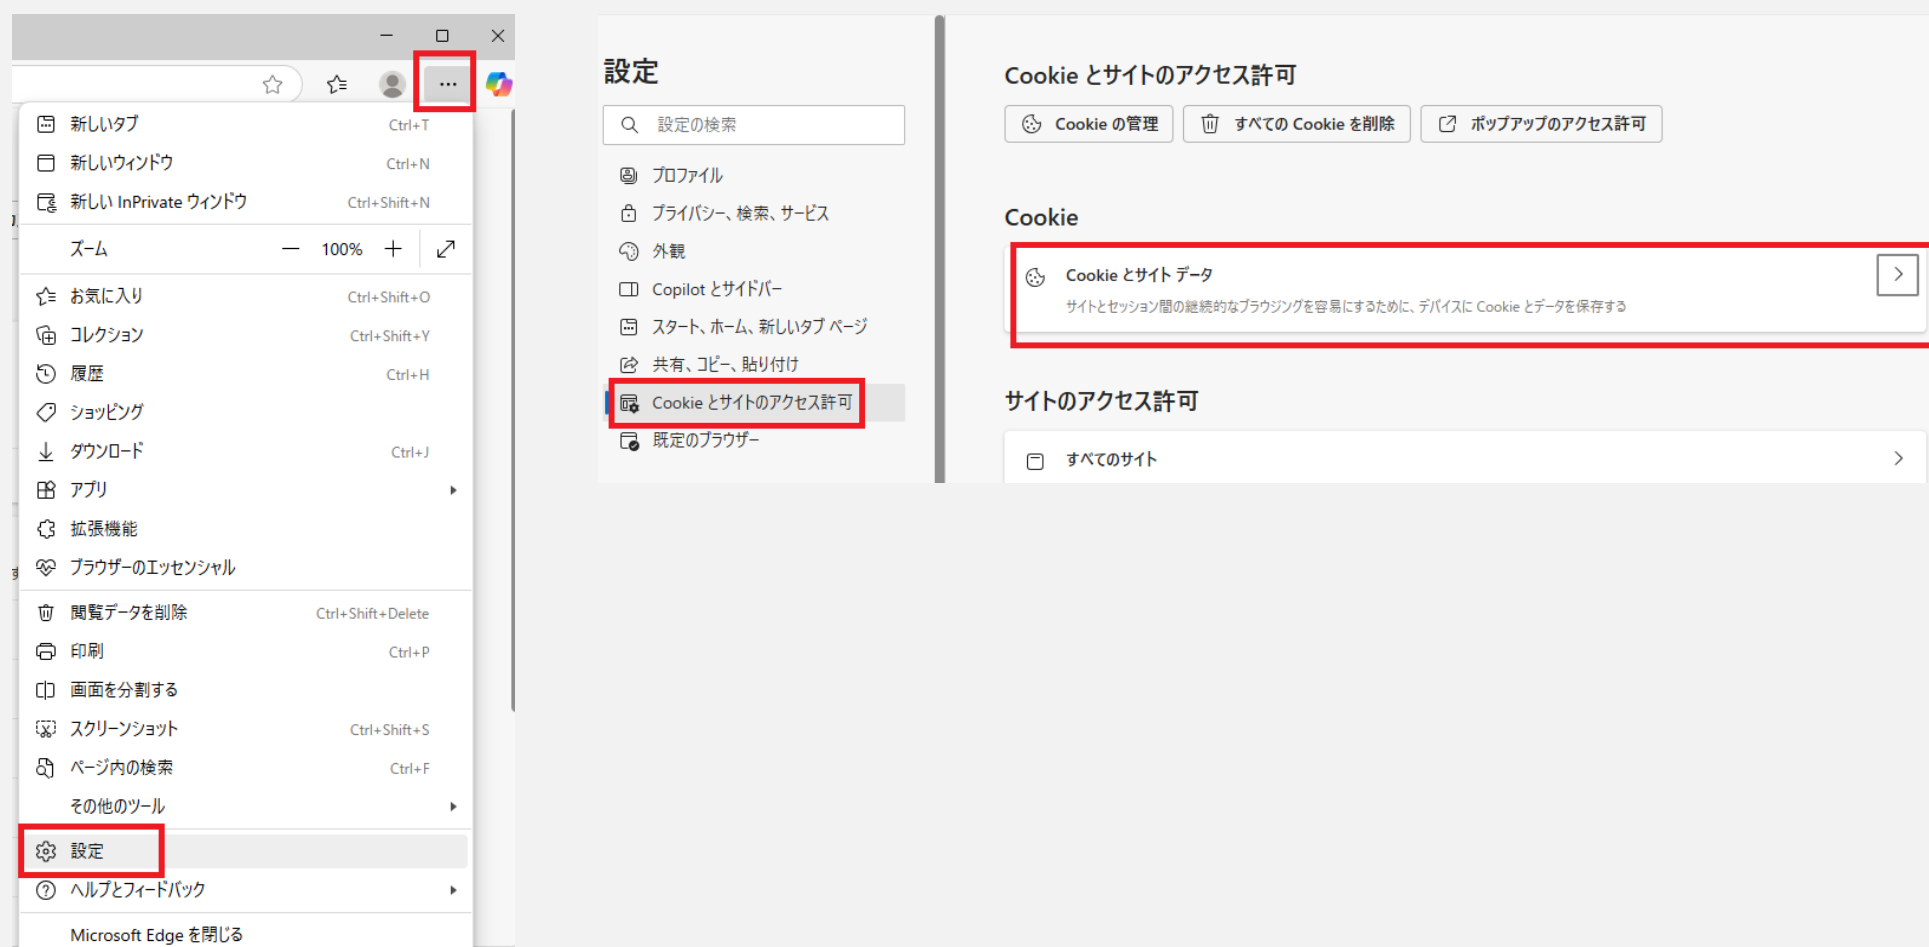 新しいタブ Ctrl+T
新しいウィンドウ Ctrl+N
新しい InPrivate ウィンドウ Ctrl+Shift+N
ズーム 100%
お気に入り Ctrl+Shift+O
コレクション Ctrl+Shift+Y
履歴 Ctrl+H
ショッピング
ダウンロード Ctrl+J
アプリ
拡張機能
ブラウザーのエッセンシャル
閲覧データを削除 Ctrl+Shift+Delete
印刷 Ctrl+P
画面を分割する
スクリーンショット Ctrl+Shift+S
ページ内の検索 Ctrl+F
その他のツール
設定
ヘルプとフィードバック
Microsoft Edge を閉じる
設定
設定の検索
プロファイル
プライバシー、検索、サービス
外観
Copilot とサイドバー
スタート、ホーム、新しいタブ ページ
共有、コピー、貼り付け
Cookie とサイトのアクセス許可
既定のブラウザー
Cookie とサイトのアクセス許可
Cookie の管理 すべての Cookie を削除 ポップアップのアクセス許可
Cookie
Cookie とサイト データ
サイトとセッション間の継続的なブラウジングを容易にするために、デバイスに Cookie とデータを保存する
サイトのアクセス許可
すべてのサイト